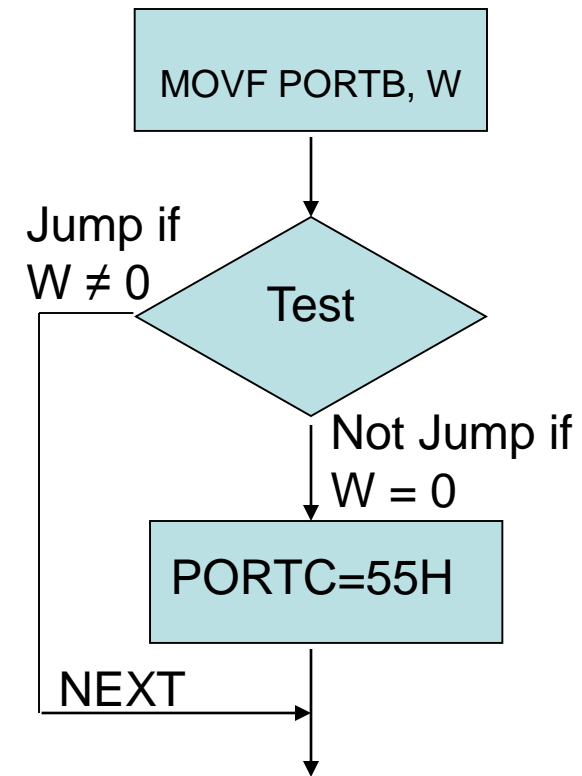 MOVF PORTB, W
Jump if
W ≠ 0
Test
Not Jump if
W = 0
PORTC=55H
NEXT